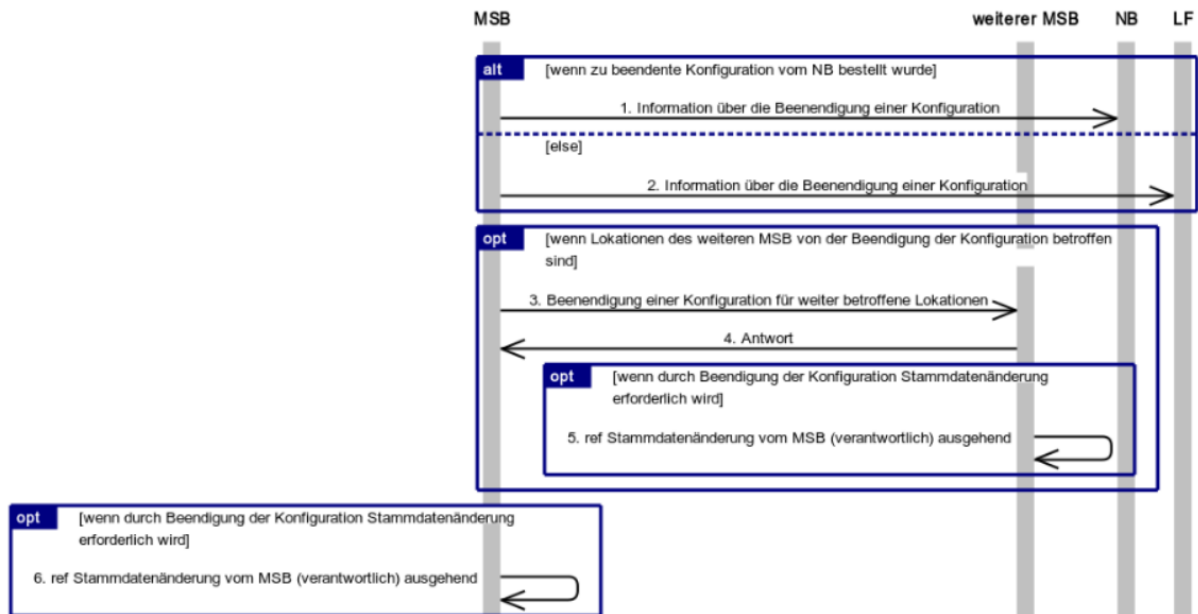 MSB weiterer MSB NB LF
alt [wenn zu beendente Konfiguration vom NB bestellt wurde]
1. Information über die Beenendigung einer Konfiguration
[else]
2. Information über die Beenendigung einer Konfiguration
opt [wenn Lokationen des weiteren MSB von der Beendigung der Konfiguration betroffen
sind]
3. Beenendigung einer Konfiguration für weiter betroffene Lokationen
4. Antwort
opt [wenn durch Beendigung der Konfiguration Stammdatenänderung
erforderlich wird]
5. ref Stammdatenänderung vom MSB (verantwortlich) ausgehend
opt [wenn durch Beendigung der Konfiguration Stammdatenänderung
erforderlich wird]
6. ref Stammdatenänderung vom MSB (verantwortlich) ausgehend